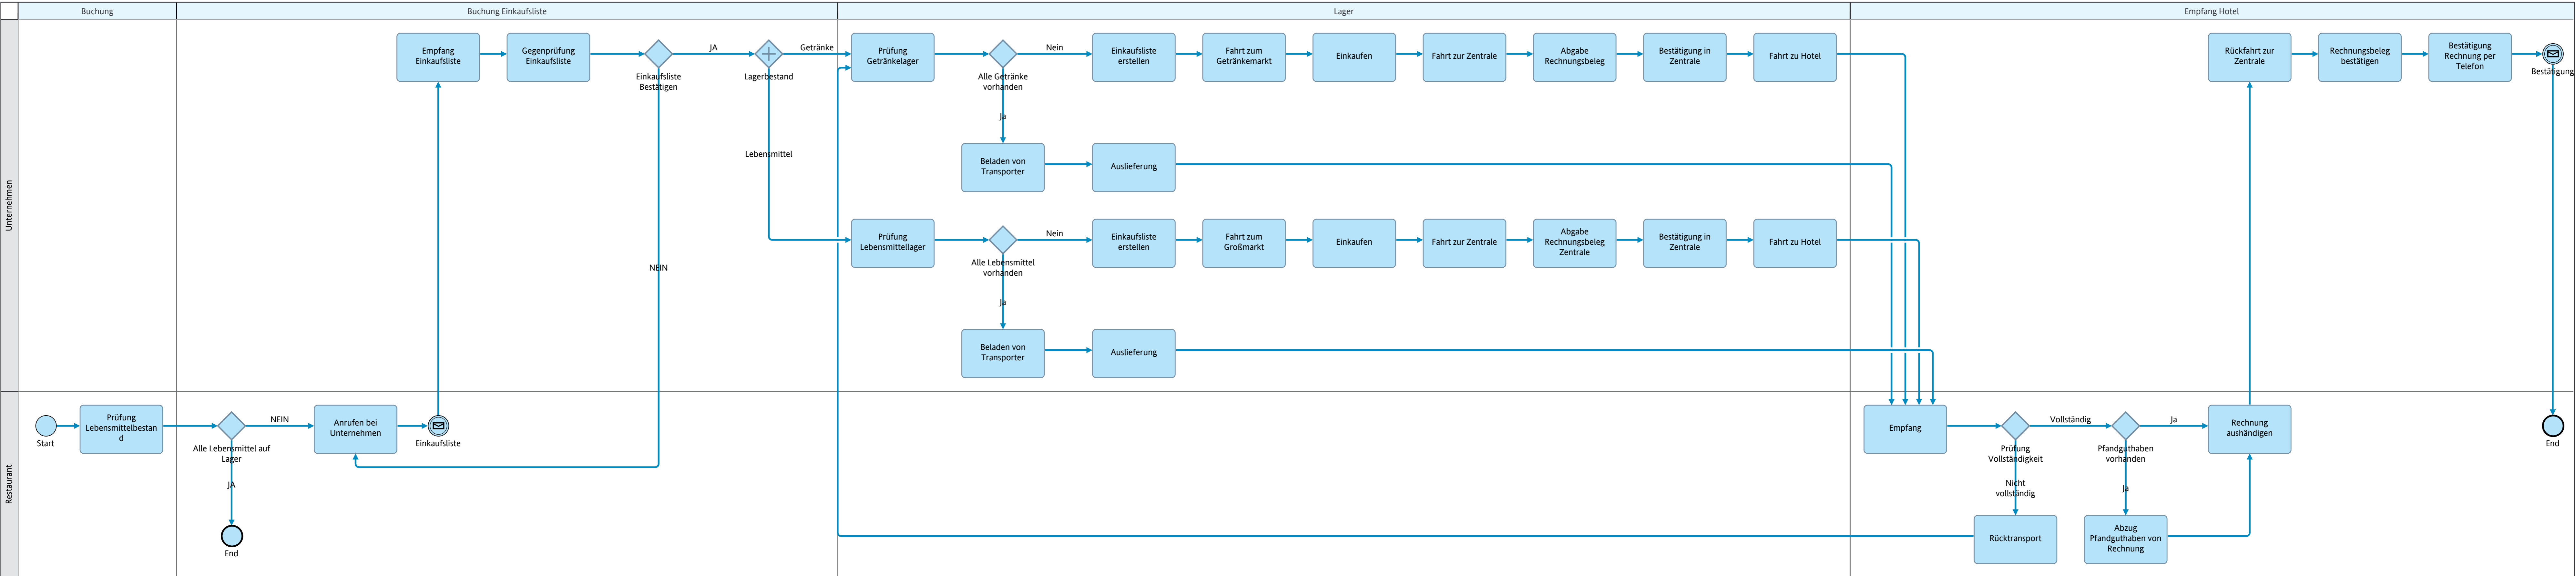 Buchung
Buchung Einkaufsliste
Lager
Empfang Hotel
Unternehmen
Empfang
Einkaufsliste
Gegenprüfung
Einkaufsliste
JA
Einkaufsliste
Bestätigen
Getränke
Lagerbestand
Lebensmittel
NEIN
Prüfung
Getränkelager
Nein
Alle Getränke
vorhanden
Ja
Einkaufsliste
erstellen
Fahrt zum
Getränkemarkt
Einkaufen
Fahrt zur Zentrale
Abgabe
Rechnungsbeleg
Bestätigung in
Zentrale
Fahrt zu Hotel
Beladen von
Transporter
Auslieferung
Prüfung
Lebensmittellager
Nein
Alle Lebensmittel
vorhanden
Ja
Einkaufsliste
erstellen
Fahrt zum
Großmarkt
Einkaufen
Fahrt zur Zentrale
Abgabe
Rechnungsbeleg
Zentrale
Bestätigung in
Zentrale
Fahrt zu Hotel
Beladen von
Transporter
Auslieferung
Rückfahrt zur
Zentrale
Rechnungsbeleg
bestätigen
Bestätigung
Rechnung per
Telefon
Bestätigung
Restaurant
Start
Prüfung
Lebensmittelbestan
d
NEIN
Alle Lebensmittel auf
Lager
JA
End
Anrufen bei
Unternehmen
Einkaufsliste
Empfang
Vollständig
Prüfung
Vollständigkeit
Nicht
vollständig
Rücktransport
Ja
Pfandguthaben
vorhanden
Ja
Abzug
Pfandguthaben von
Rechnung
Rechnung
aushändigen
End